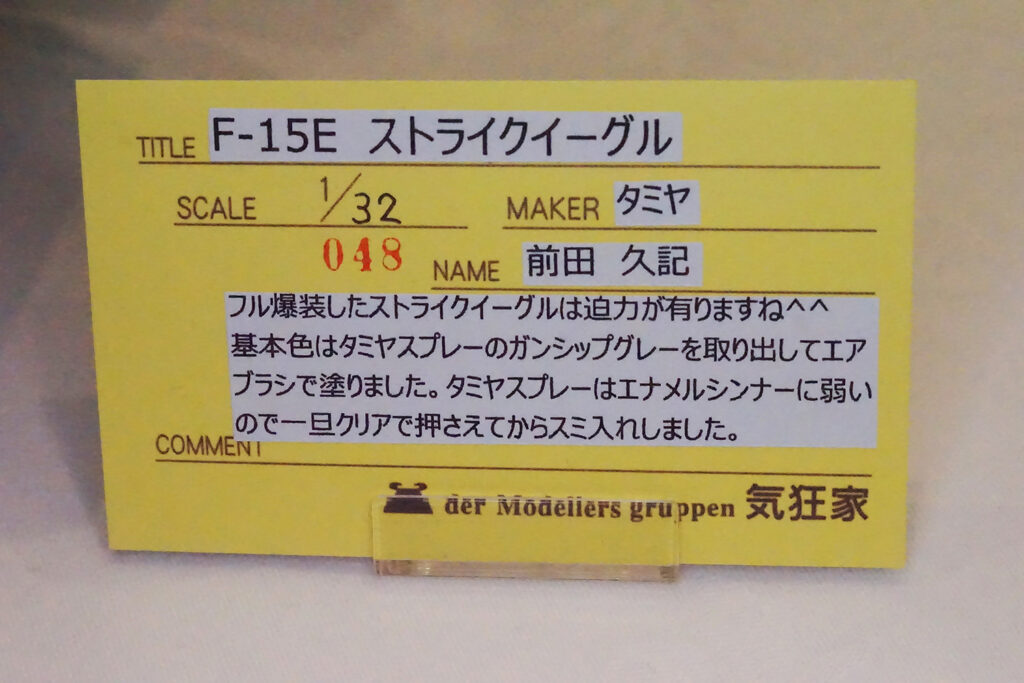 TITLE F-15E ストライクイーグル
SCALE 1/32 MAKER タミヤ
048 NAME 前田 久記
フル爆装したストライクイーグルは迫力が有りますね^^
基本色はタミヤスプレーのガンシップグレーを取り出してエア
ブラシで塗りました。タミヤスプレーはエナメルシンナーに弱い
ので一旦クリアで押さえてからスミ入れしました。
COMMENT
der Modellers gruppen 気狂家